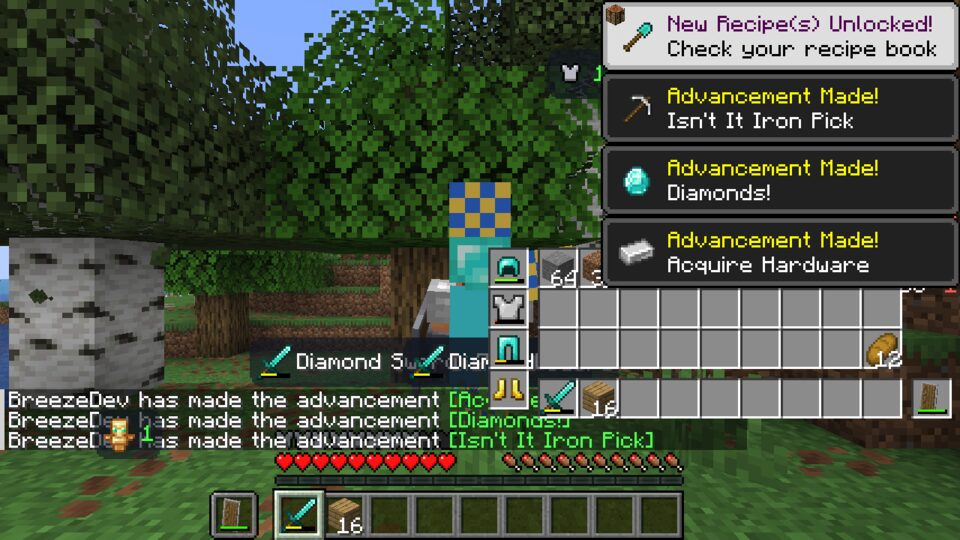 New Recipe(s) Unlocked!
Check your recipe book
1
Advancement Made!
Isn't It Iron Pick
Advancement Made!
Diamonds!
Advancement Made!
Acquire Hardware
64
12
Diamond
BreezeDev has made the advancement
16
has made the advancement [Diamonds!]
1
has made the advancement [Isn't It Iron Pick]
16